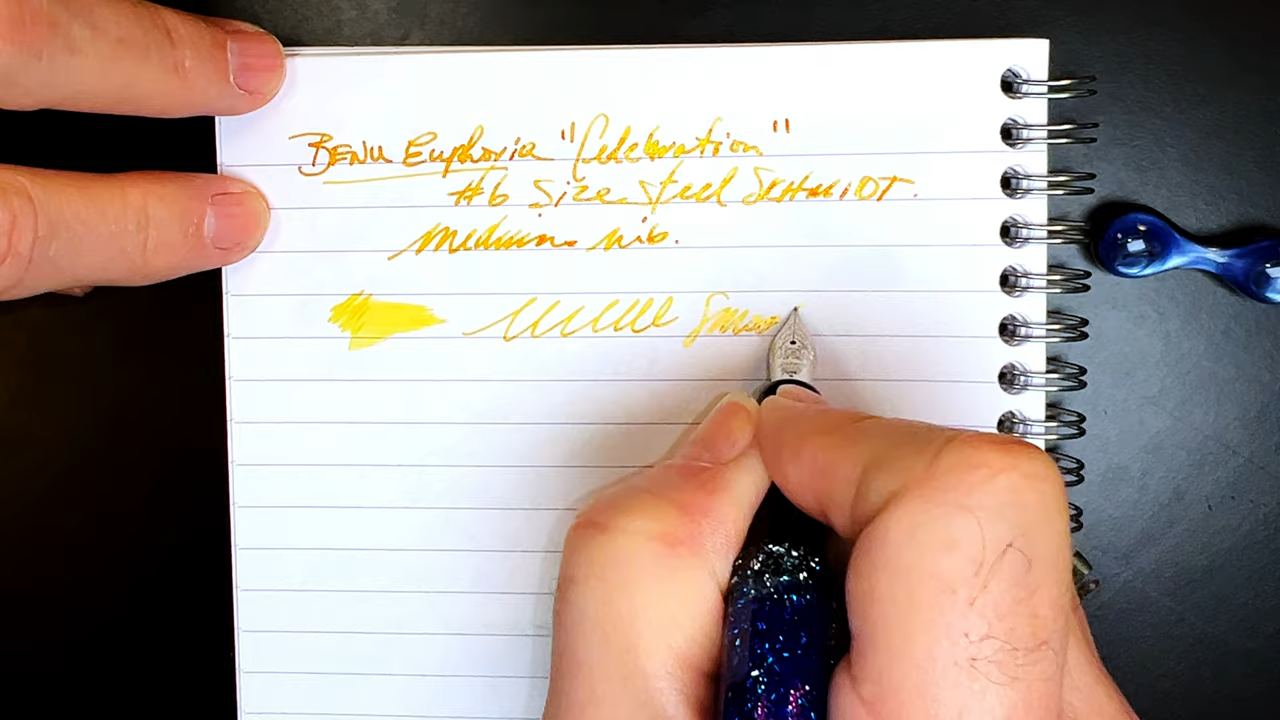 BENU Euphoria "Celebration"
#6 Size Steel SCHMIDT.
medium nib.